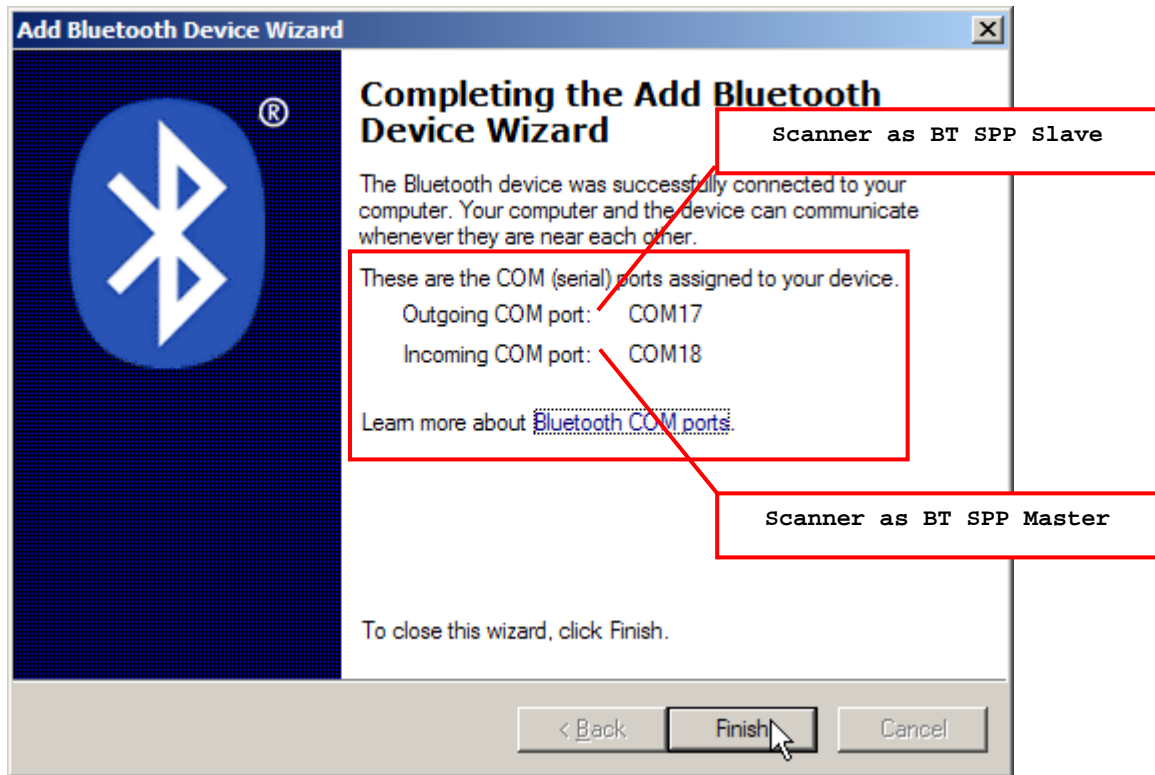 Add Bluetooth Device Wizard
®
Completing the Add Bluetooth
Device Wizard
Scanner as BT SPP Slave
The Bluetooth device was successfully connected to your
computer. Your computer and the device can communicate
whenever they are near each other.
These are the COM (serial) ports assigned to your device.
Outgoing COM port: COM17
Incoming COM port: COM18
Learn more about Bluetooth COM ports.
Scanner as BT SPP Master
To close this wizard, click Finish.
< Back Finish Cancel